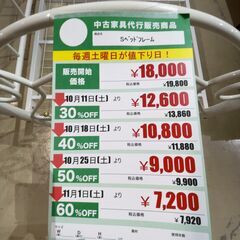 中古家具代行販売商品
商品名
Sベッドフレーム
毎週土曜日が値下り日!
販売開始価格 ¥18,000
税込価格 ¥19,800
10月11日(土)より
30%OFF ¥12,600
税込価格 ¥13,860
10月18日(土)より
40%OFF ¥10,800
税込価格 ¥11,880
10月25日(土)より
50%OFF ¥9,000
税込価格 ¥9,900
11月1日(土)より
60%OFF ¥7,200
税込価格 ¥7,920
W D H